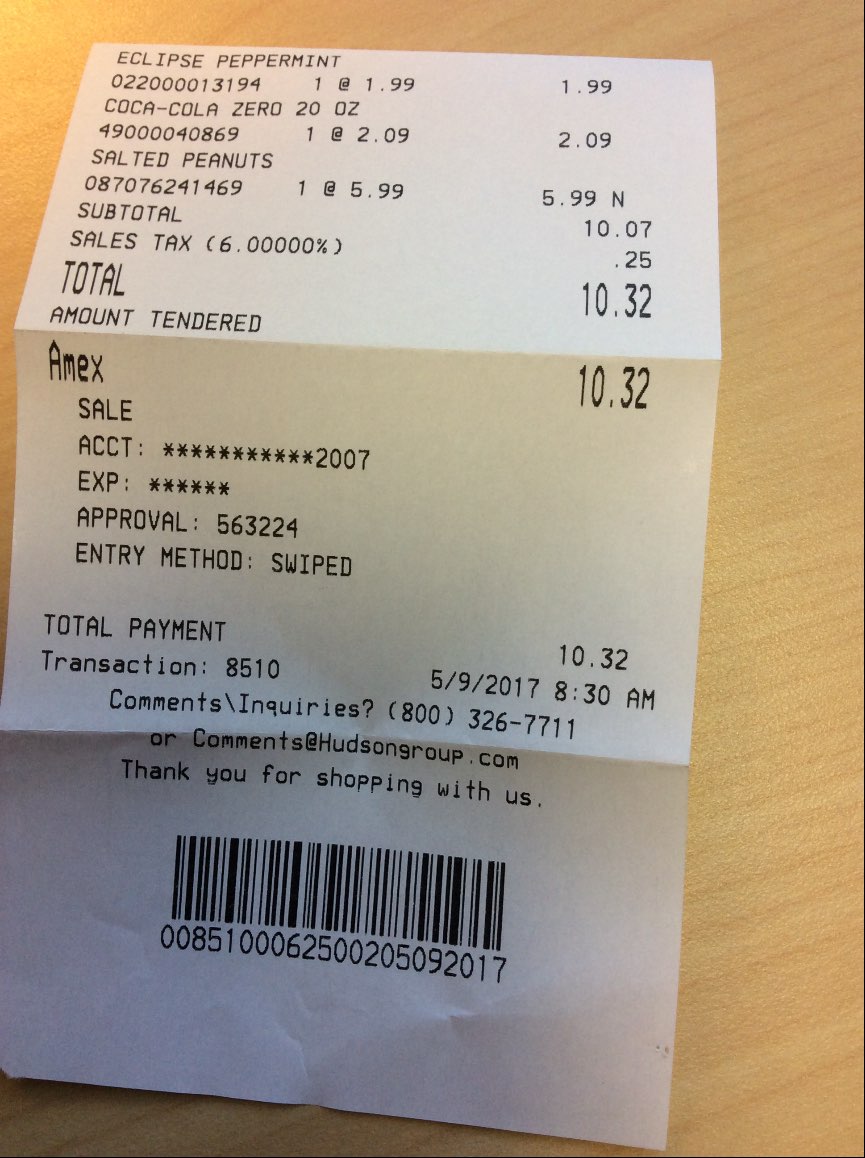 ECLIPSE PEPPERMINT
022000013194 1 @ 1.99 1.99
COCA-COLA ZERO 20 OZ
49000040869 1 @ 2.09 2.09
SALTED PEANUTS
087076241469 1 @ 5.99 5.99 N
SUBTOTAL 10.07
SALES TAX (6.00000%) .25
TOTAL 10.32
AMOUNT TENDERED
Amex 10.32
SALE
ACCT: ***********2007
EXP: ******
APPROVAL: 563224
ENTRY METHOD: SWIPED
TOTAL PAYMENT 10.32
Transaction: 8510 5/9/2017 8:30 AM
Comments\Inquiries? (800) 326-7711
or Comments@Hudsongroup.com
Thank you for shopping with us.
0085100062500205092017